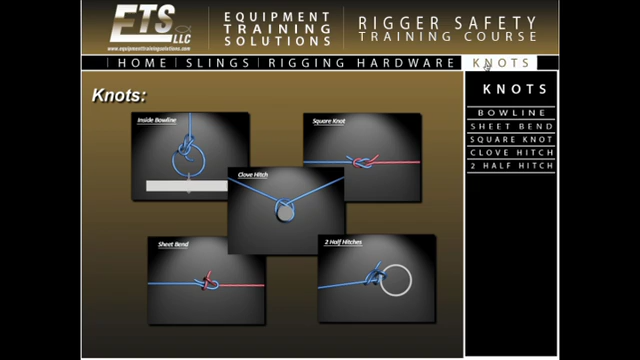 ETS
LLC
www.equipmenttrainingsolutions.com
EQUIPMENT
TRAINING
SOLUTIONS
RIGGER SAFETY
TRAINING COURSE
HOME
SLINGS
RIGGING HARDWARE
KNOTS
Knots:
Inside Bowline
Square Knot
Clove Hitch
Sheet Bend
2 Half Hitches
KNOTS
BOWLINE
SHEET BEND
SQUARE KNOT
CLOVE HITCH
2 HALF HITCH